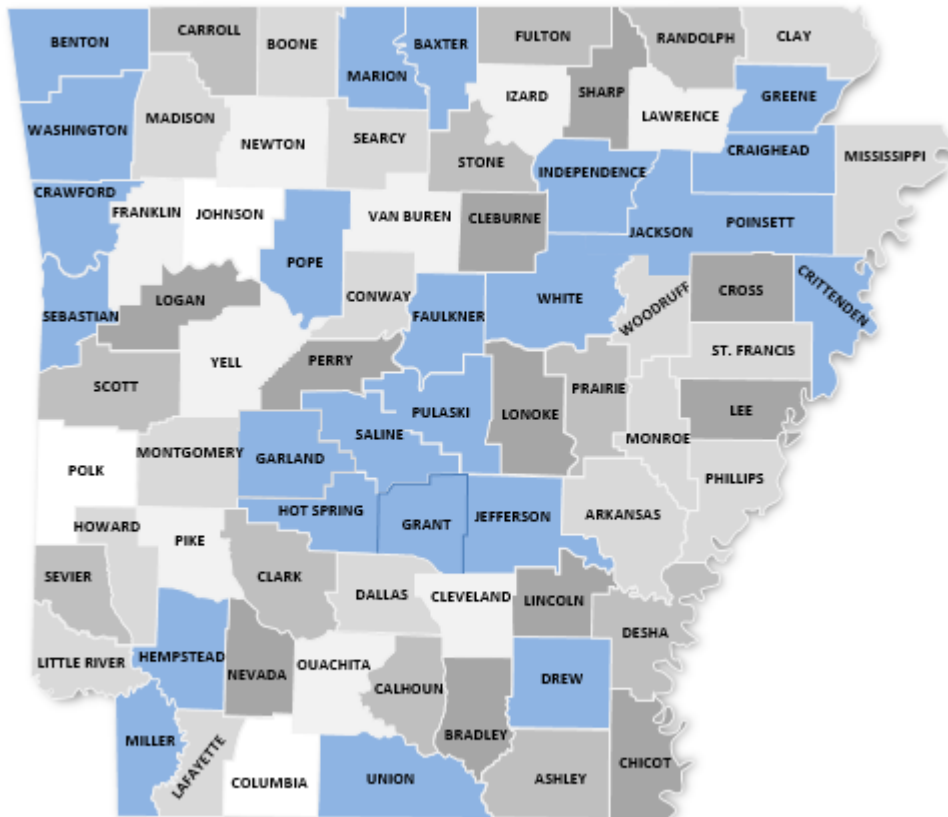 BENTON
CARROLL
BOONE
MARION
BAXTER
FULTON
RANDOLPH
CLAY
IZARD
SHARP
GREENE
WASHINGTON
MADISON
NEWTON
SEARCY
STONE
LAWRENCE
CRAIGHEAD
MISSISSIPPI
INDEPENDENCE
CRAWFORD
FRANKLIN
JOHNSON
POPE
VAN BUREN
CLEBURNE
JACKSON
POINSETT
SEBASTIAN
LOGAN
CONWAY
FAULKNER
WHITE
WOODRUFF
CROSS
CRITTENDEN
SCOTT
YELL
PERRY
ST. FRANCIS
PULASKI
LONOKE
PRAIRIE
LEE
SALINE
MONROE
POLK
MONTGOMERY
GARLAND
PHILLIPS
HOT SPRING
GRANT
JEFFERSON
ARKANSAS
HOWARD
PIKE
SEVIER
CLARK
DALLAS
CLEVELAND
LINCOLN
DESHA
LITTLE RIVER
HEMPSTEAD
NEVADA
OUACHITA
CALHOUN
BRADLEY
DREW
MILLER
LAFAYETTE
COLUMBIA
UNION
ASHLEY
CHICOT